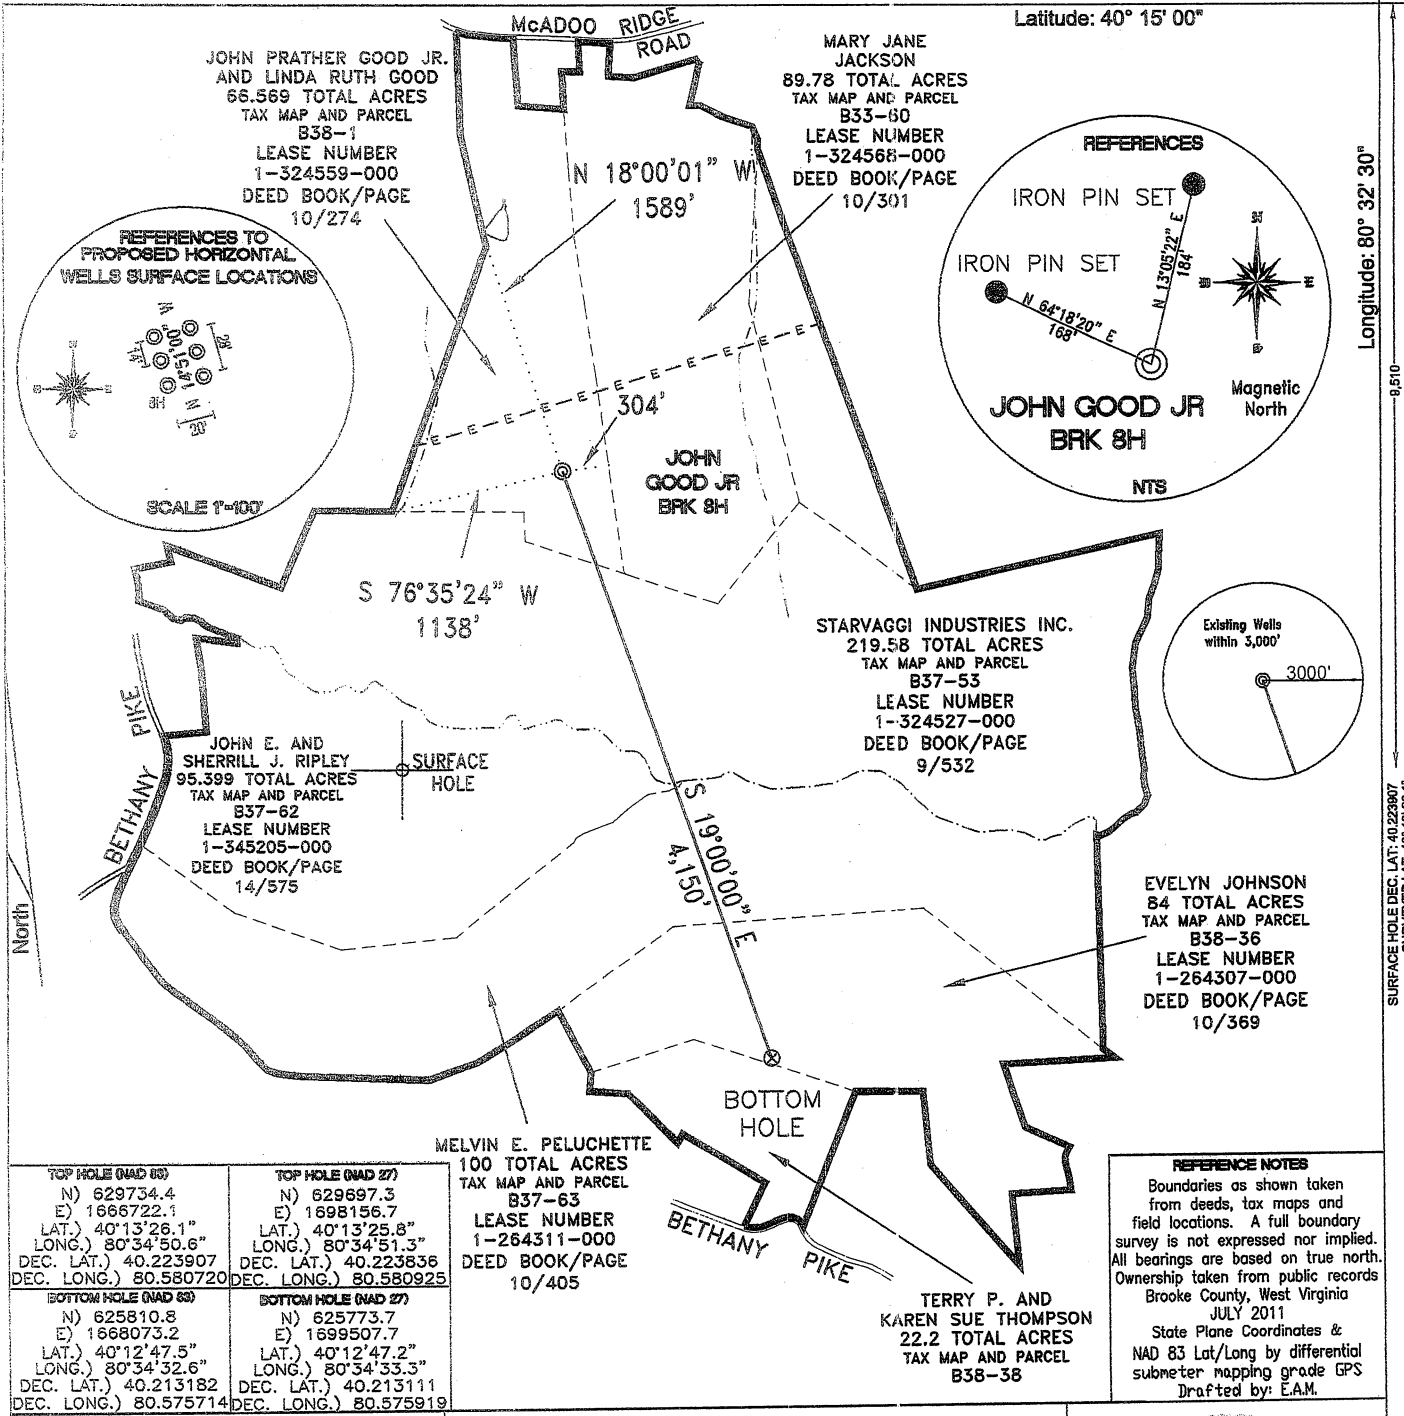 McADOO RIDGE ROAD
Latitude: 40° 15' 00"
JOHN PRATHER GOOD JR.
AND LINDA RUTH GOOD
66.569 TOTAL ACRES
TAX MAP AND PARCEL
B38-1
LEASE NUMBER
1-324559-000
DEED BOOK/PAGE
10/274
MARY JANE
JACKSON
89.78 TOTAL ACRES
TAX MAP AND PARCEL
B33-60
LEASE NUMBER
1-324568-000
DEED BOOK/PAGE
10/301
N 18°00'01" W
1589'
REFERENCES
IRON PIN SET
IRON PIN SET
N 13°05'22" E
184'
N 64°18'20" E
168'
JOHN GOOD JR
BRK 8H
Magnetic
North
NTS
Longitude: 80° 32' 30"
9,510
REFERENCES TO
PROPOSED HORIZONTAL
WELLS SURFACE LOCATIONS
28'
14'
N 14°51'00" W
8H
20'
SCALE 1"-100'
E E E E E E E E E
304'
JOHN
GOOD JR
BRK 8H
S 76°35'24" W
1138'
STARVAGGI INDUSTRIES INC.
219.58 TOTAL ACRES
TAX MAP AND PARCEL
B37-53
LEASE NUMBER
1-324527-000
DEED BOOK/PAGE
9/532
Existing Wells
within 3,000'
3000'
BETHANY PIKE
JOHN E. AND
SHERRILL J. RIPLEY
95.399 TOTAL ACRES
TAX MAP AND PARCEL
B37-62
LEASE NUMBER
1-345205-000
DEED BOOK/PAGE
14/575
SURFACE
HOLE
S 19°00'00" E
4,150'
SURFACE HOLE DEC. LAT: 40.223907
North
EVELYN JOHNSON
84 TOTAL ACRES
TAX MAP AND PARCEL
B38-36
LEASE NUMBER
1-264307-000
DEED BOOK/PAGE
10/369
BOTTOM
HOLE
MELVIN E. PELUCHETTE
100 TOTAL ACRES
TAX MAP AND PARCEL
B37-63
LEASE NUMBER
1-264311-000
DEED BOOK/PAGE
10/405
BETHANY PIKE
TERRY P. AND
KAREN SUE THOMPSON
22.2 TOTAL ACRES
TAX MAP AND PARCEL
B38-38
TOP HOLE (NAD 83)
N) 629734.4
E) 1666722.1
LAT.) 40°13'26.1"
LONG.) 80°34'50.6"
DEC. LAT.) 40.223907
DEC. LONG.) 80.580720
TOP HOLE (NAD 27)
N) 629697.3
E) 1698156.7
LAT.) 40°13'25.8"
LONG.) 80°34'51.3"
DEC. LAT.) 40.223836
DEC. LONG.) 80.580925
BOTTOM HOLE (NAD 83)
N) 625810.8
E) 1668073.2
LAT.) 40°12'47.5"
LONG.) 80°34'32.6"
DEC. LAT.) 40.213182
DEC. LONG.) 80.575714
BOTTOM HOLE (NAD 27)
N) 625773.7
E) 1699507.7
LAT.) 40°12'47.2"
LONG.) 80°34'33.3"
DEC. LAT.) 40.213111
DEC. LONG.) 80.575919
REFERENCE NOTES
Boundaries as shown taken
from deeds, tax maps and
field locations. A full boundary
survey is not expressed nor implied.
All bearings are based on true north.
Ownership taken from public records
Brooke County, West Virginia
JULY 2011
State Plane Coordinates &
NAD 83 Lat/Long by differential
submeter mapping grade GPS
Drafted by: E.A.M.